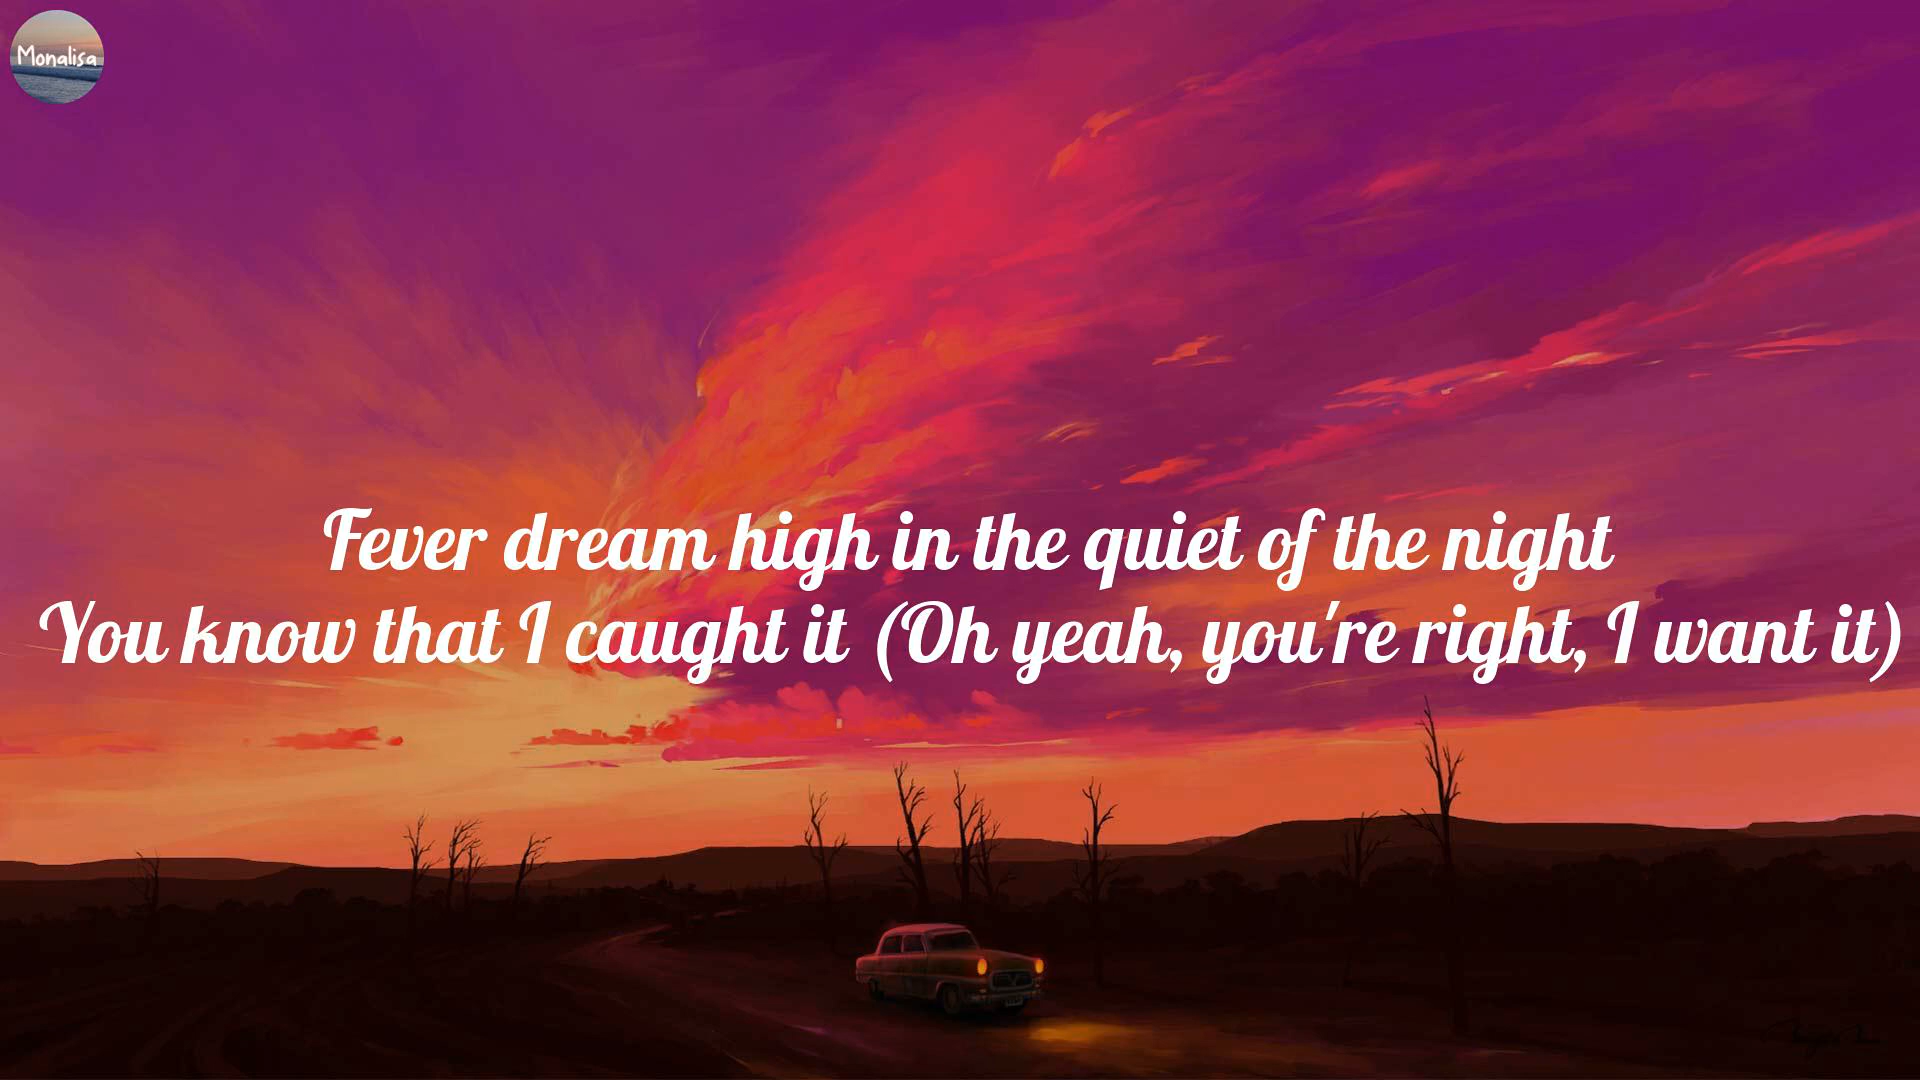 Monalisa
Fever dream high in the quiet of the night
You know that I caught it (Oh yeah, you're right, I want it)